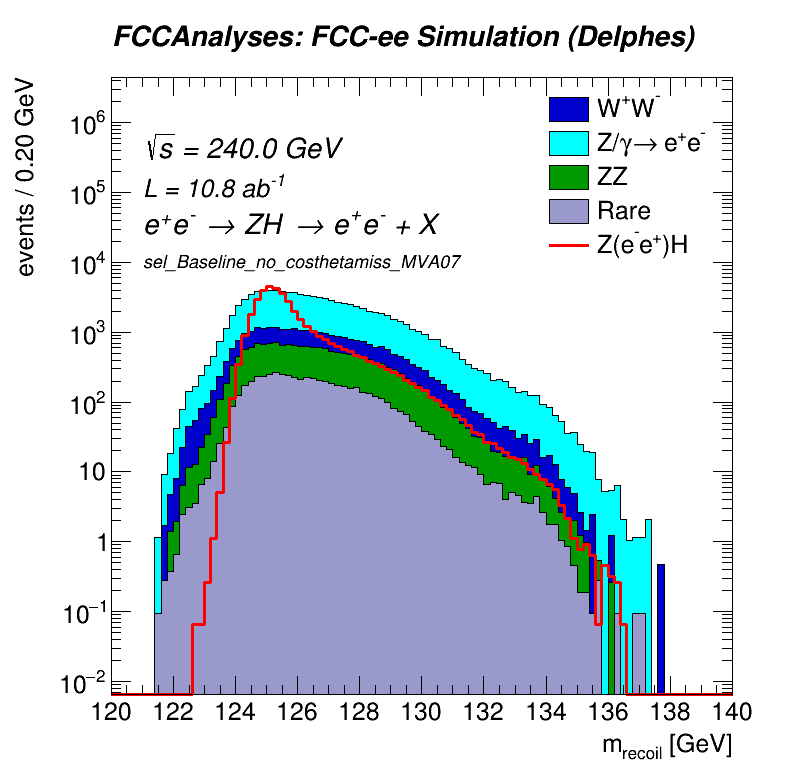 FCCAnalyses: FCC-ee Simulation (Delphes)
events / 0.20 GeV
√s = 240.0 GeV
L = 10.8 ab⁻¹
e⁺e⁻ → ZH → e⁺e⁻ + X
sel_Baseline_no_costhetamiss_MVA07
W⁺W⁻
Z/γ→ e⁺e⁻
ZZ
Rare
Z(e⁻e⁺)H
10⁶
10⁵
10⁴
10³
10²
10
1
10⁻¹
10⁻²
120 122 124 126 128 130 132 134 136 138 140
m_recoil [GeV]